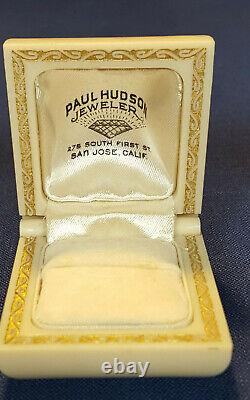 PAUL HUDSON
JEWELER
275 SOUTH FIRST ST.
San Jose, Calif.